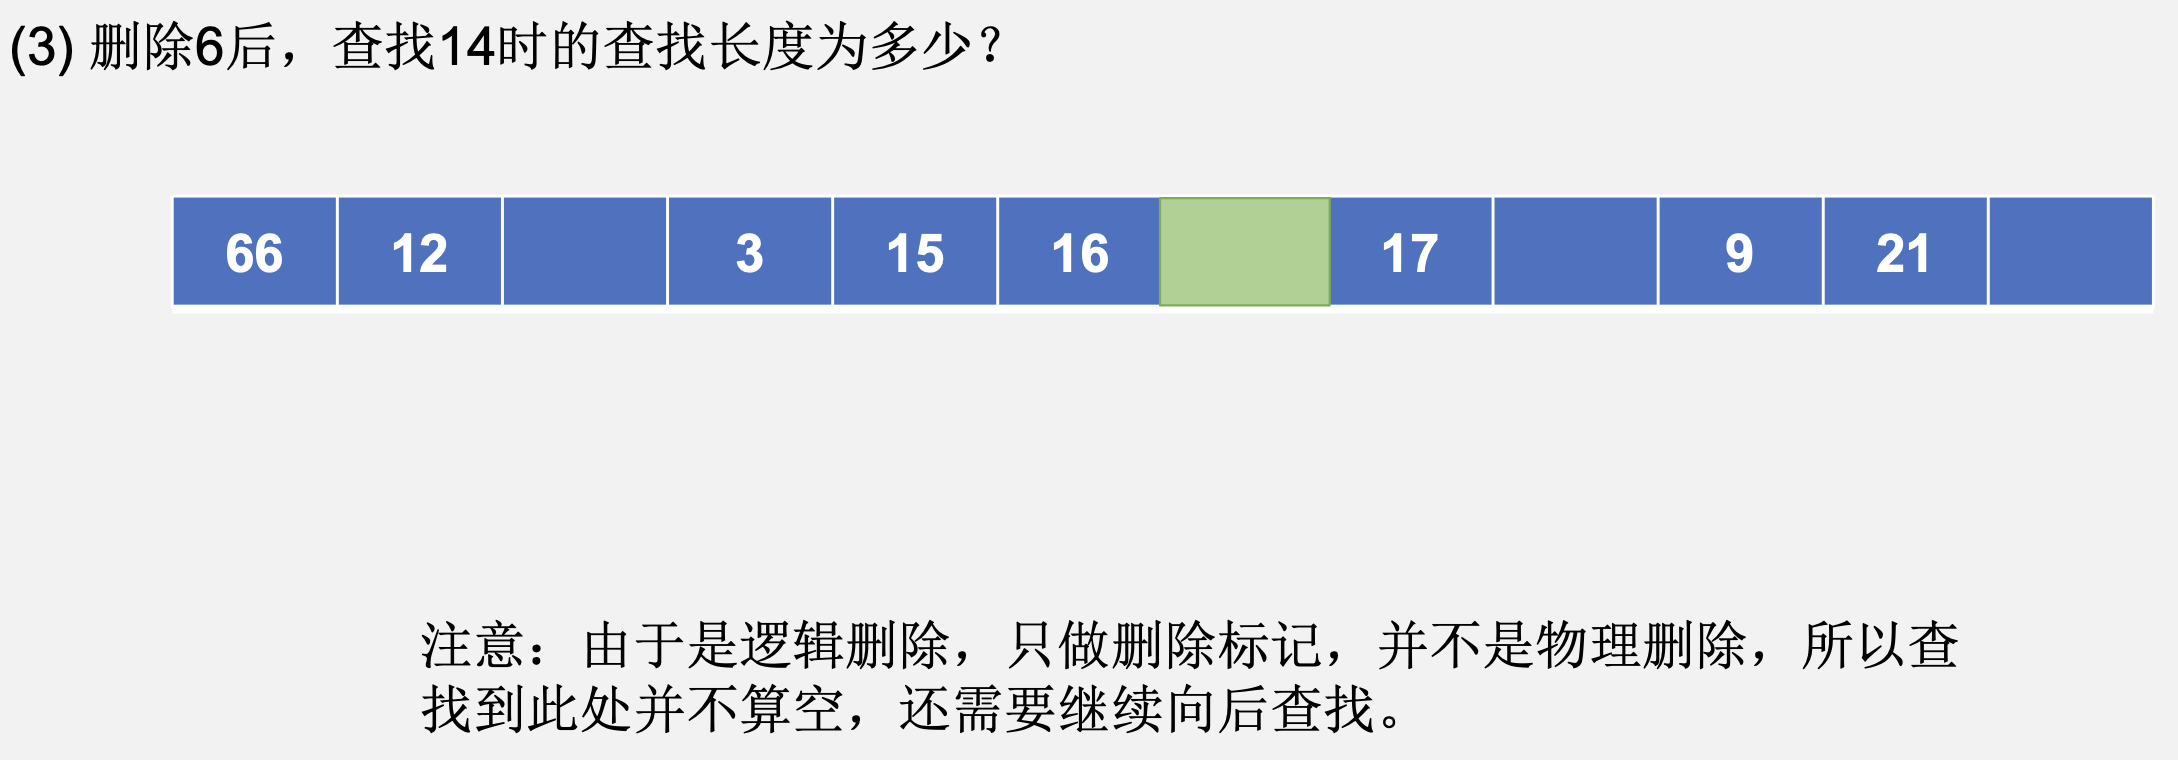 (3) 删除6后，查找14时的查找长度为多少？
66 12 3 15 16 17 9 21
注意：由于是逻辑删除，只做删除标记，并不是物理删除，所以查
找到此处并不算空，还需要继续向后查找。